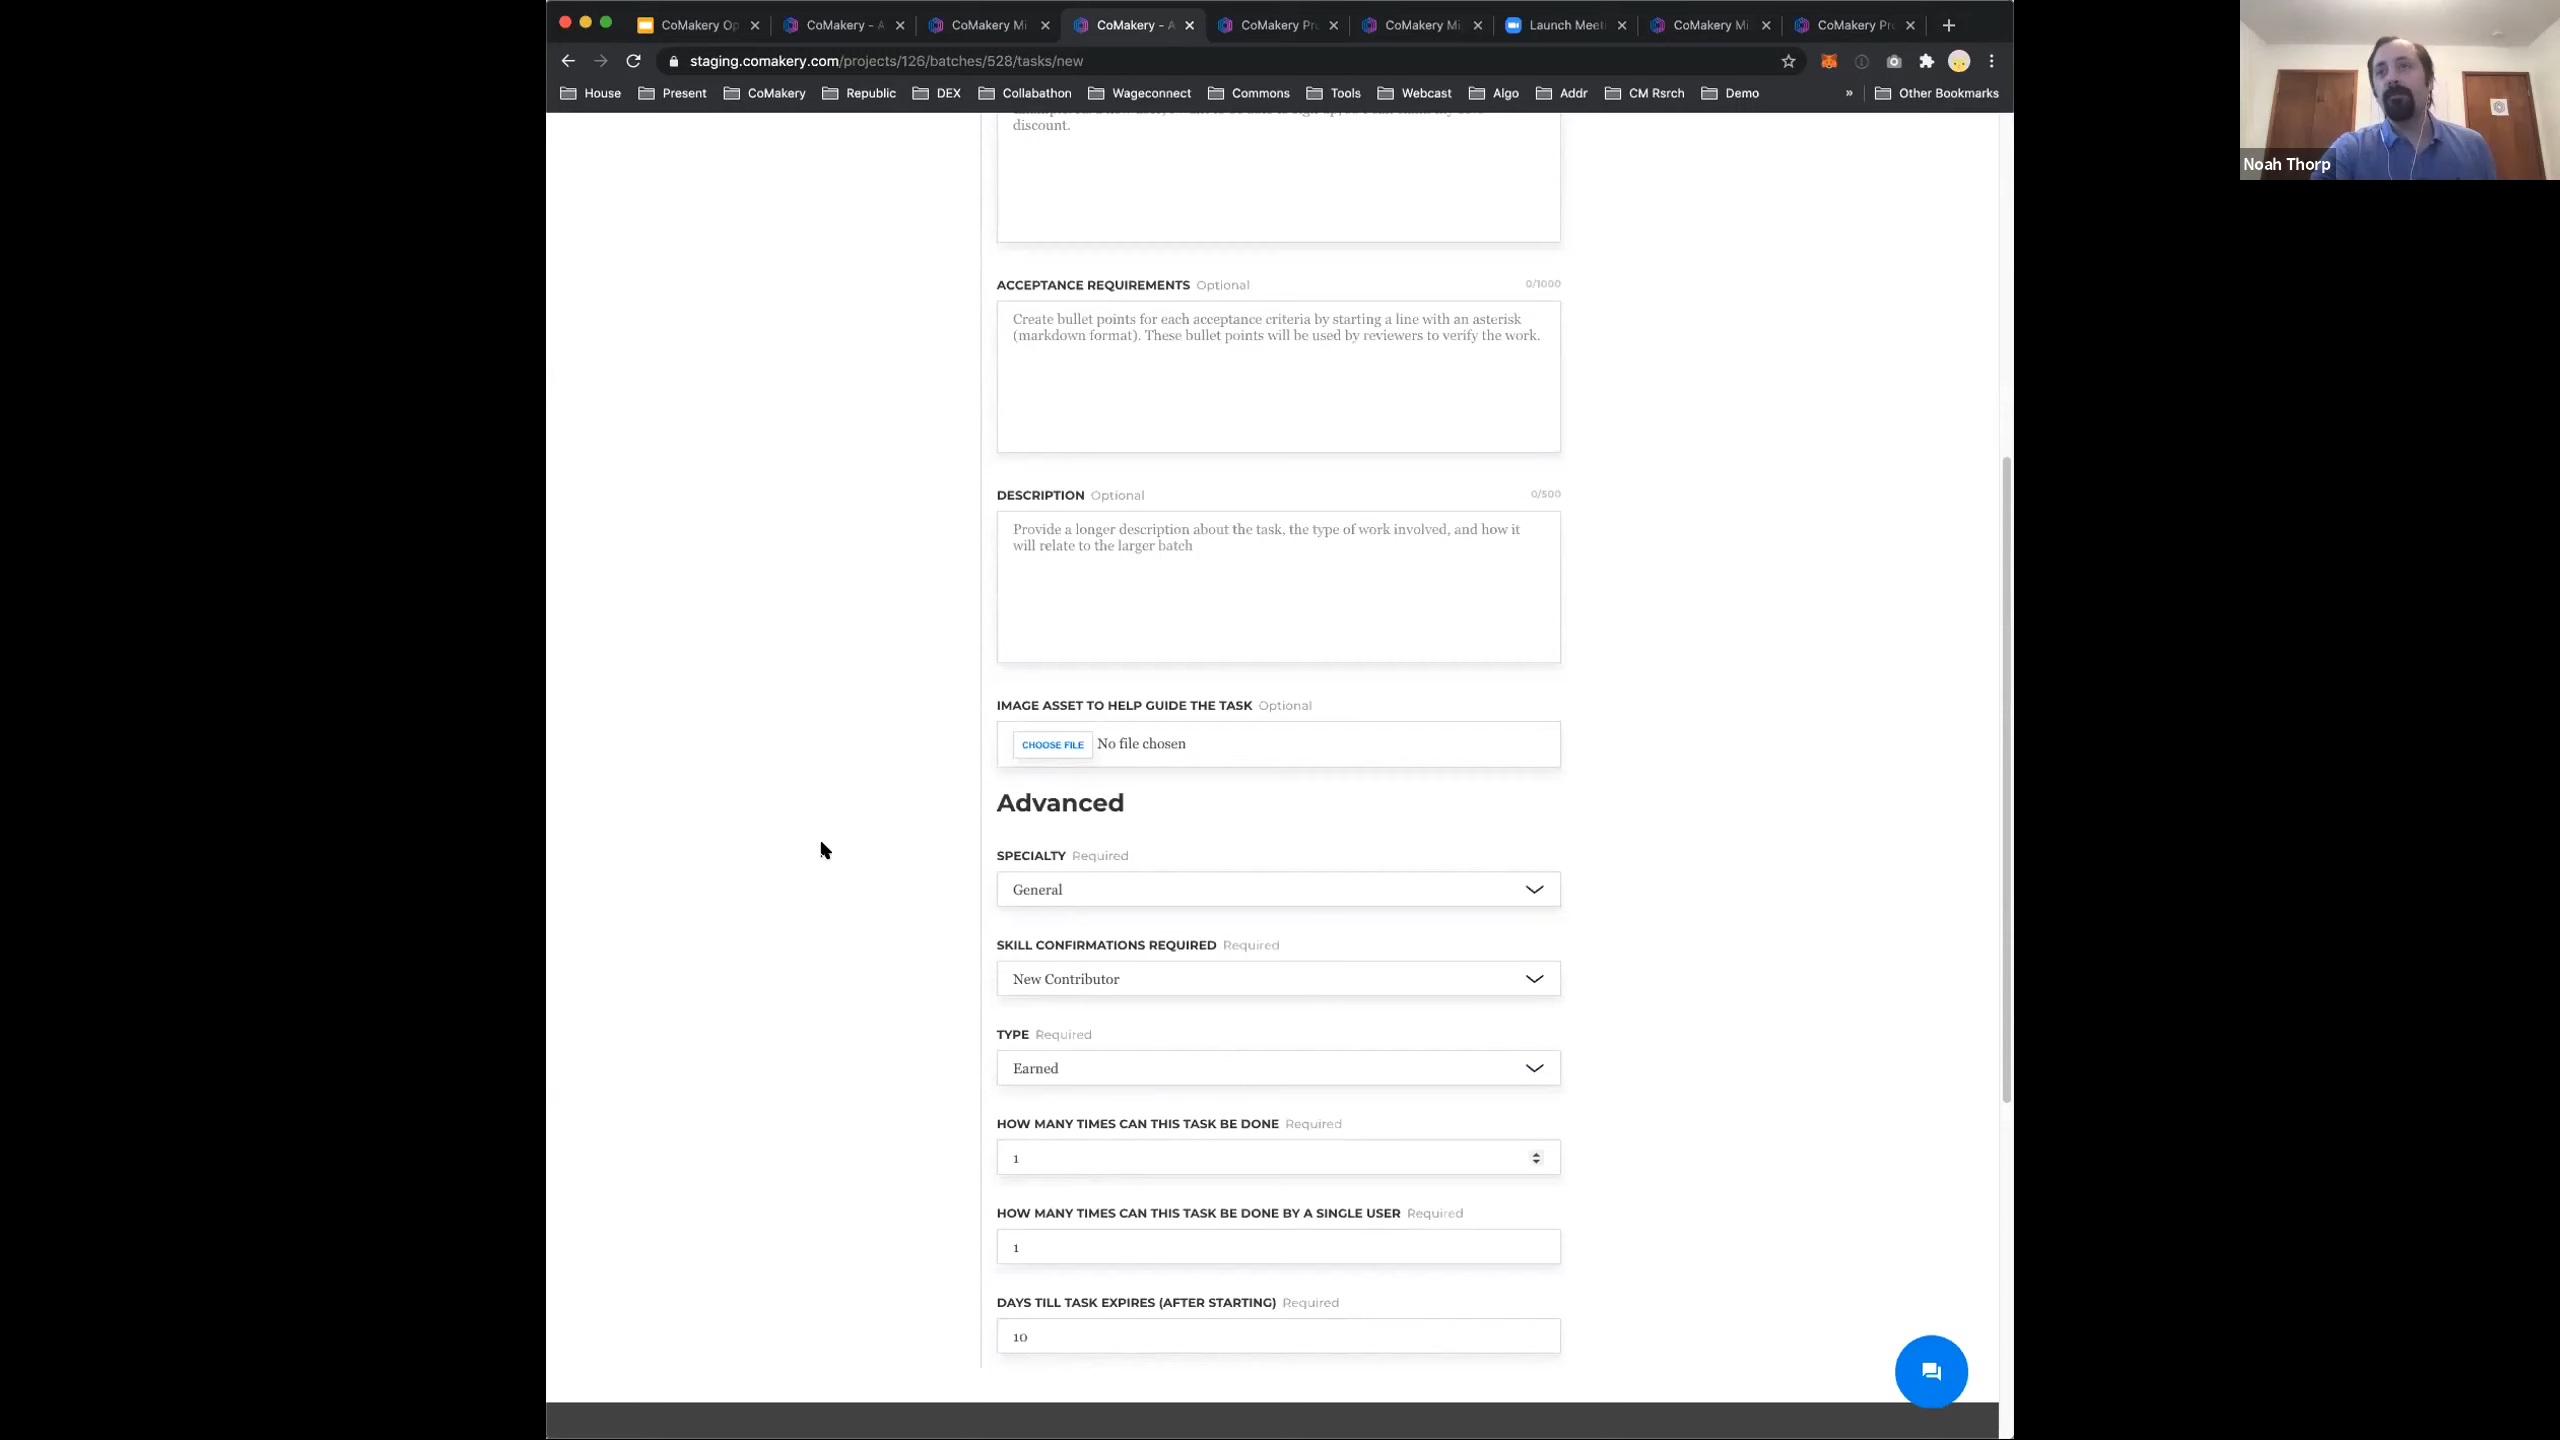 CoMakery Op
CoMakery - A
CoMakery Mi
CoMakery - A
CoMakery Pr
CoMakery Mi
Launch Meeti
CoMakery Mi
CoMakery Pr
staging.comakery.com/projects/126/batches/528/tasks/new
House Present CoMakery Republic DEX Collabathon Wageconnect Commons Tools Webcast Algo Addr CM Rsrch Demo » Other Bookmarks
Noah Thorp
discount.
ACCEPTANCE REQUIREMENTS Optional 0/1000
Create bullet points for each acceptance criteria by starting a line with an asterisk
(markdown format). These bullet points will be used by reviewers to verify the work.
DESCRIPTION Optional 0/500
Provide a longer description about the task, the type of work involved, and how it
will relate to the larger batch
IMAGE ASSET TO HELP GUIDE THE TASK Optional
CHOOSE FILE No file chosen
Advanced
SPECIALTY Required
General
SKILL CONFIRMATIONS REQUIRED Required
New Contributor
TYPE Required
Earned
HOW MANY TIMES CAN THIS TASK BE DONE Required
1
HOW MANY TIMES CAN THIS TASK BE DONE BY A SINGLE USER Required
1
DAYS TILL TASK EXPIRES (AFTER STARTING) Required
10